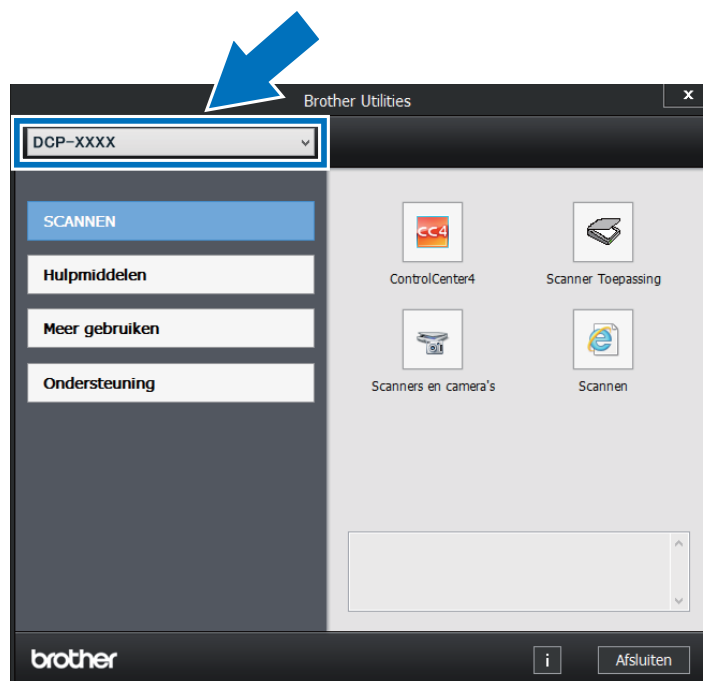 Brother Utilities
x
DCP-XXXX
SCANNEN
Hulpmiddelen
Meer gebruiken
Ondersteuning
CC4
ControlCenter4
Scanner Toepassing
Scanners en camera's
Scannen
brother
i
Afsluiten